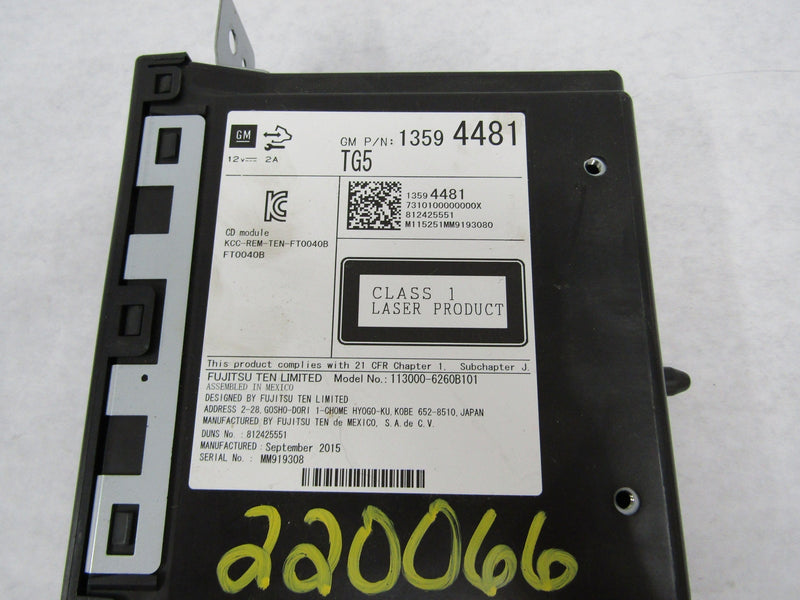 GM
GM P/N: 1359 4481
12V 2A
TG5
1359 4481
7310100000000X
812425551
M115251MM9193080
CD module
KCC-REM-TEN-FT0040B
FT0040B
CLASS 1
LASER PRODUCT
This product complies with 21 CFR Chapter 1, Subchapter J.
FUJITSU TEN LIMITED Model No.: 113000-6260B101
ASSEMBLED IN MEXICO
DESIGNED BY FUJITSU TEN LIMITED
ADDRESS 2-28, GOSHO-DORI 1-CHOME HYOGO-KU, KOBE 652-8510, JAPAN
MANUFACTURED BY FUJITSU TEN de MEXICO, S.A. de C.V.
DUNS No. : 812425551
MANUFACTURED : September 2015
SERIAL No. : MM919308
220066